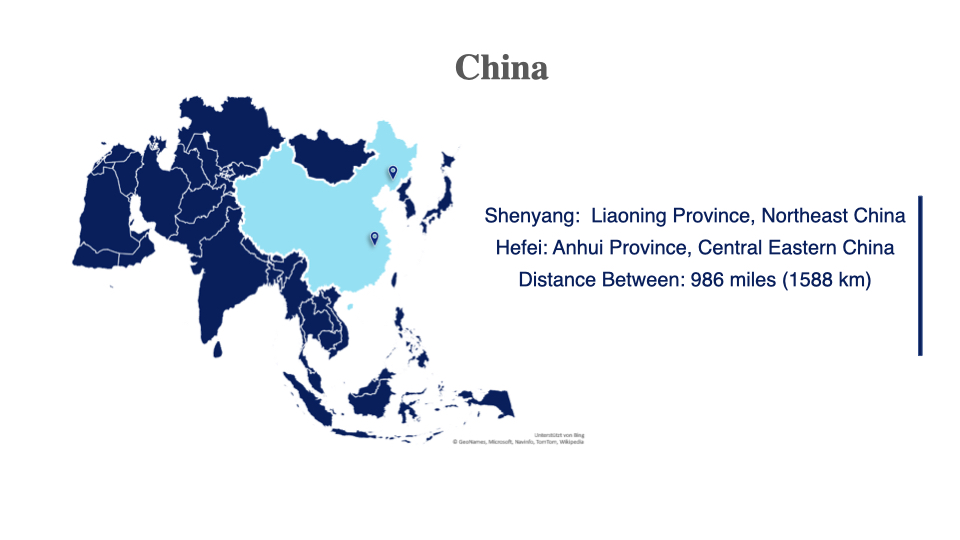 China
Shenyang:  Liaoning Province, Northeast China
Hefei: Anhui Province, Central Eastern China
Distance Between: 986 miles (1588 km)
Unterstützt von Bing
© GeoNames, Microsoft, Navinfo, TomTom, Wikipedia